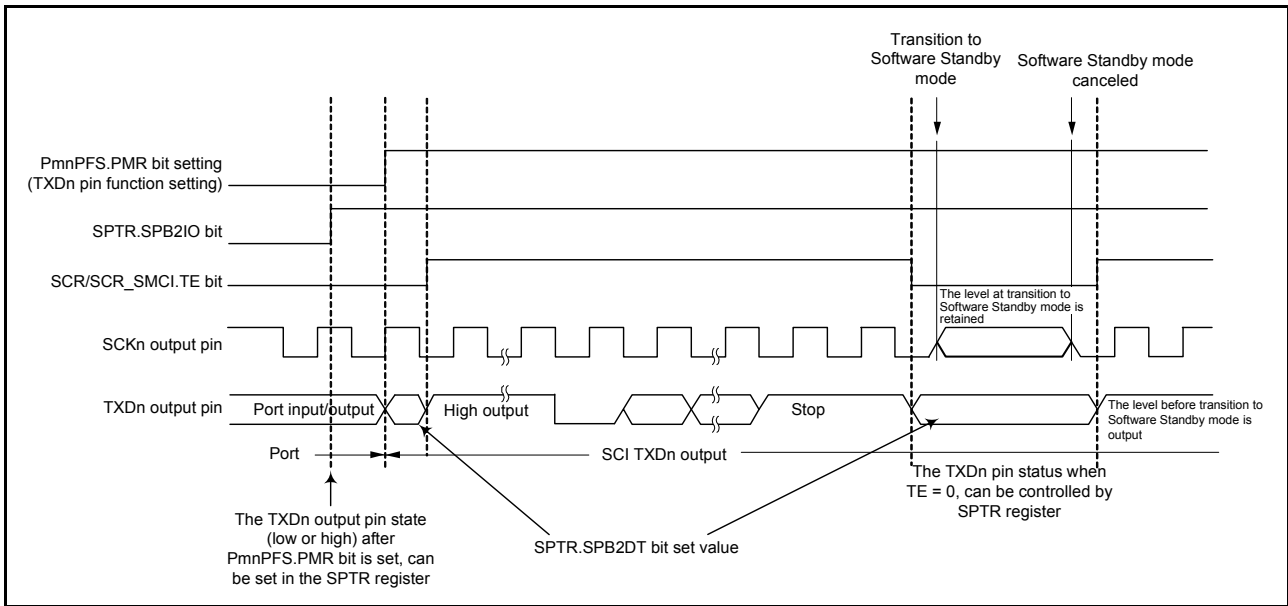 Transition to
Software Standby
mode
Software Standby mode
canceled
PmnPFS.PMR bit setting
(TXDn pin function setting)
SPTR.SPB2IO bit
SCR/SCR_SMCI.TE bit
The level at transition to
Software Standby mode is
retained
SCKn output pin
TXDn output pin
Port input/output
High output
Stop
The level before transition to
Software Standby mode is
output
Port
SCI TXDn output
The TXDn pin status when
TE = 0, can be controlled by
SPTR register
The TXDn output pin state
(low or high) after
PmnPFS.PMR bit is set, can
be set in the SPTR register
SPTR.SPB2DT bit set value